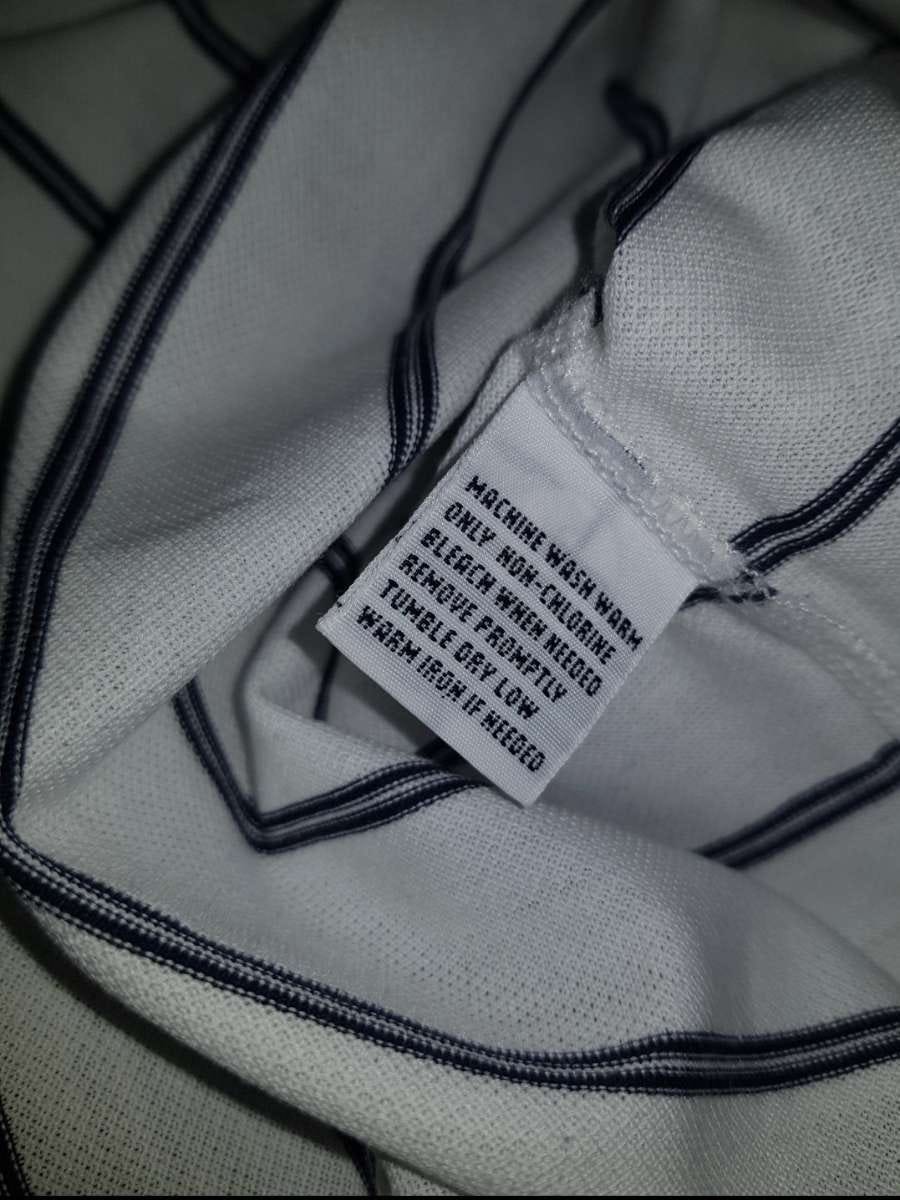 MACHINE WASH WARM
ONLY NON-CHLORINE
BLEACH WHEN NEEDED
REMOVE PROMPTLY
TUMBLE DRY LOW
WARM IRON IF NEEDED